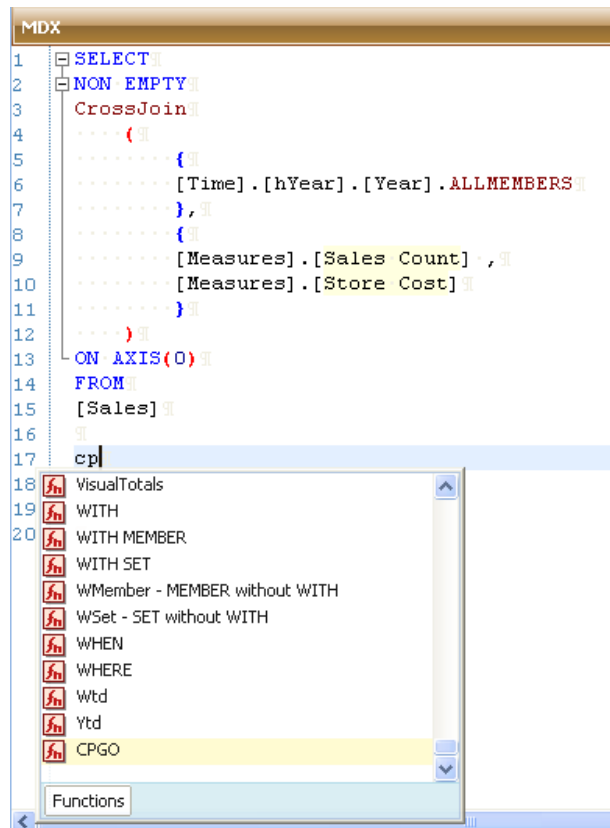 MDX
1 SELECT¶
2 NON·EMPTY¶
3 CrossJoin¶
4 ····(¶
5 ········{¶
6 ········[Time].[hYear].[Year].ALLMEMBERS¶
7 ········},¶
8 ········{¶
9 ········[Measures].[Sales·Count]·,¶
10 ········[Measures].[Store·Cost]¶
11 ········}¶
12 ····)¶
13 ON·AXIS(0)¶
14 FROM¶
15 [Sales]¶
16 ¶
17 cp
18 VisualTotals
19 WITH
20 WITH MEMBER
WITH SET
WMember - MEMBER without WITH
WSet - SET without WITH
WHEN
WHERE
Wtd
Ytd
CPGO
Functions